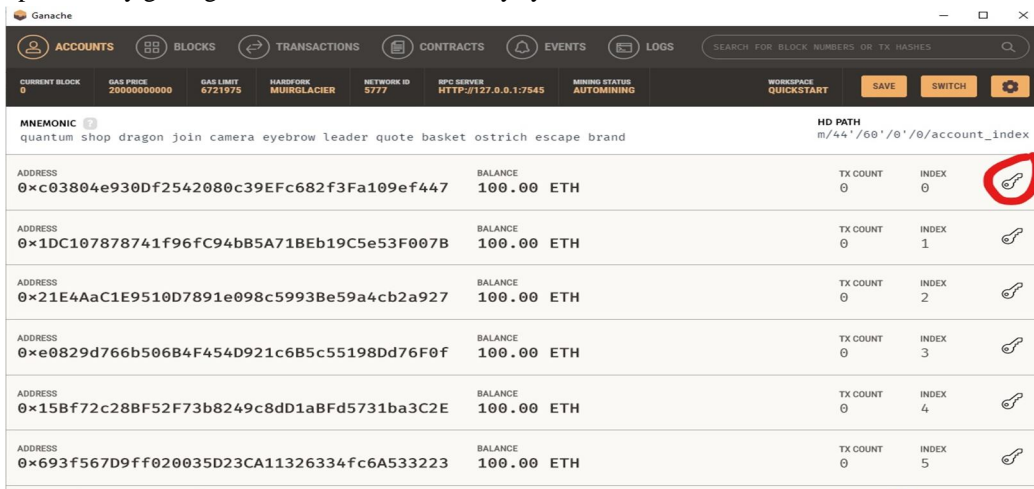 Ganache
ACCOUNTS BLOCKS TRANSACTIONS CONTRACTS EVENTS LOGS SEARCH FOR BLOCK NUMBERS OR TX HASHES
CURRENT BLOCK GAS PRICE GAS LIMIT HARDFORK NETWORK ID RPC SERVER MINING STATUS WORKSPACE
0 20000000000 6721975 MUIRGLACIER 5777 HTTP://127.0.0.1:7545 AUTOMINING QUICKSTART SAVE SWITCH
MNEMONIC ? HD PATH
quantum shop dragon join camera eyebrow leader quote basket ostrich escape brand m/44'/60'/0'/0/account_index
ADDRESS BALANCE TX COUNT INDEX
0×c03804e930Df2542080c39EFc682f3Fa109ef447 100.00 ETH 0 0
ADDRESS BALANCE TX COUNT INDEX
0×1DC107878741f96fC94bB5A71BEb19C5e53F007B 100.00 ETH 0 1
ADDRESS BALANCE TX COUNT INDEX
0×21E4AaC1E9510D7891e098c5993Be59a4cb2a927 100.00 ETH 0 2
ADDRESS BALANCE TX COUNT INDEX
0×e0829d766b506B4F454D921c6B5c55198Dd76F0f 100.00 ETH 0 3
ADDRESS BALANCE TX COUNT INDEX
0×15Bf72c28BF52F73b8249c8dD1aBFd5731ba3C2E 100.00 ETH 0 4
ADDRESS BALANCE TX COUNT INDEX
0×693f567D9ff020035D23CA11326334fc6A533223 100.00 ETH 0 5